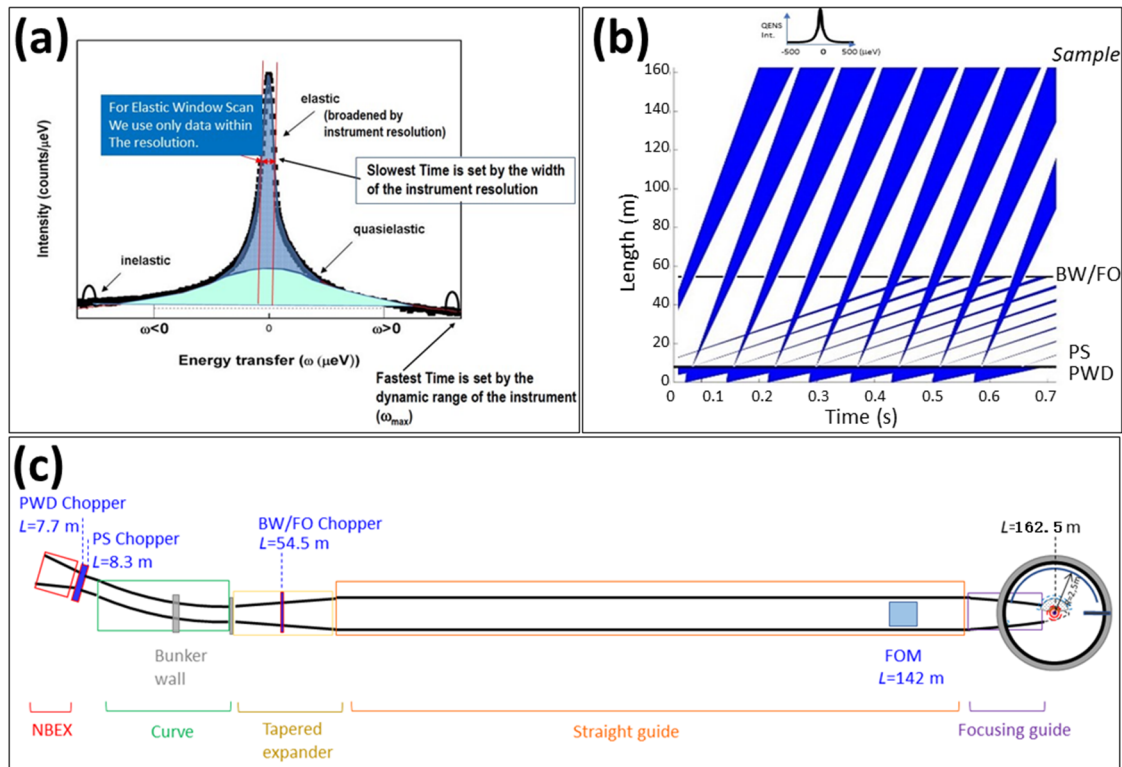 (a)
For Elastic Window Scan
We use only data within
The resolution.
elastic
(broadened by
instrument resolution)
Slowest Time is set by the width
of the instrument resolution
quasielastic
inelastic
Intensity (counts/μeV)
ω<0
0
ω>0
Energy transfer (ω (μeV))
Fastest Time is set by the
dynamic range of the instrument
(ωmax)
(b)
QENS
Int.
-500
0
500 (μeV)
Sample
160
140
120
100
80
60
40
20
0
Length (m)
BW/FO
PS
PWD
0
0.1
0.2
0.3
0.4
0.5
0.6
0.7
Time (s)
(c)
PWD Chopper
L=7.7 m
PS Chopper
L=8.3 m
BW/FO Chopper
L=54.5 m
L=162.5 m
R=2.5m
Bunker
wall
FOM
L=142 m
NBEX
Curve
Tapered
expander
Straight guide
Focusing guide